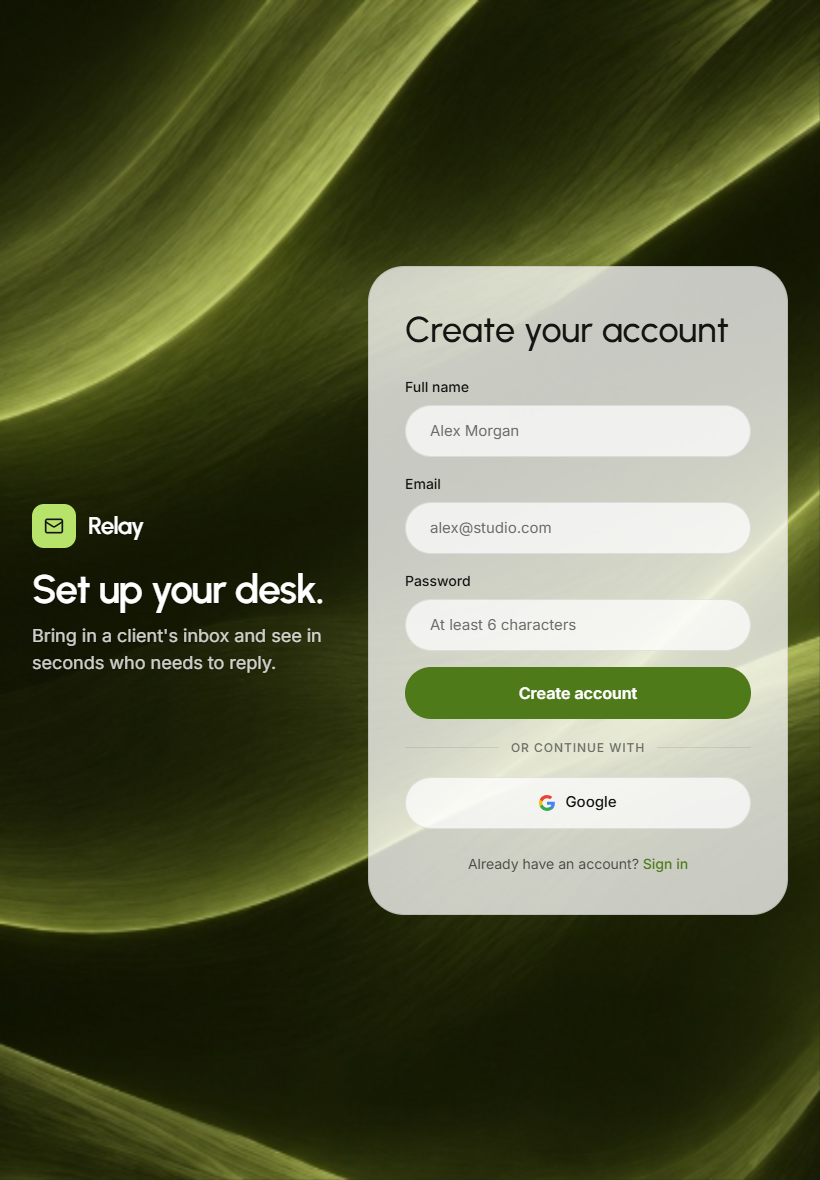 Relay
Set up your desk.
Bring in a client's inbox and see in
seconds who needs to reply.
Create your account
Full name
Alex Morgan
Email
alex@studio.com
Password
At least 6 characters
Create account
OR CONTINUE WITH
Google
Already have an account? Sign in